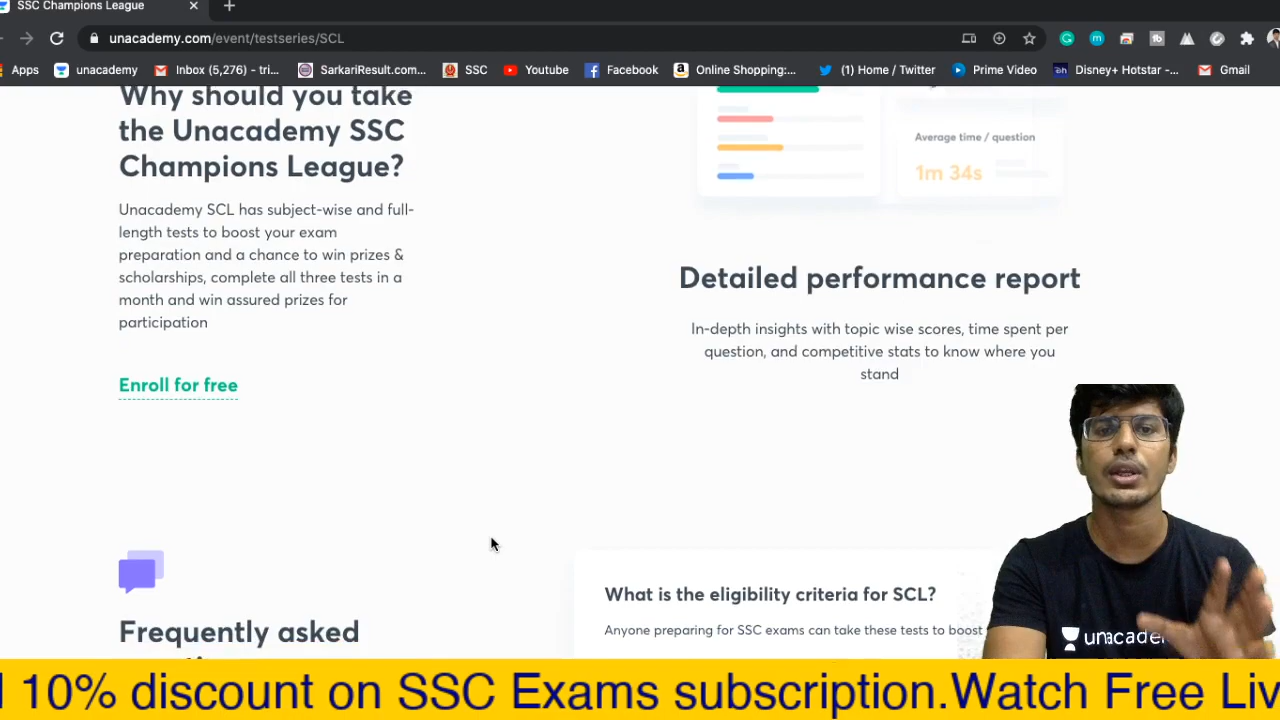 SSC Champions League
unacademy.com/event/testseries/SCL
Apps unacademy Inbox (5,276) - tri... SarkariResult.com... SSC Youtube Facebook Online Shopping:... (1) Home / Twitter Prime Video Disney+ Hotstar -... Gmail
Why should you take
the Unacademy SSC
Champions League?
Unacademy SCL has subject-wise and full-
length tests to boost your exam
preparation and a chance to win prizes &
scholarships, complete all three tests in a
month and win assured prizes for
participation
Enroll for free
Average time / question
1m 34s
Detailed performance report
In-depth insights with topic wise scores, time spent per
question, and competitive stats to know where you
stand
Frequently asked
What is the eligibility criteria for SCL?
Anyone preparing for SSC exams can take these tests to boost
unacade
10% discount on SSC Exams subscription.Watch Free Liv